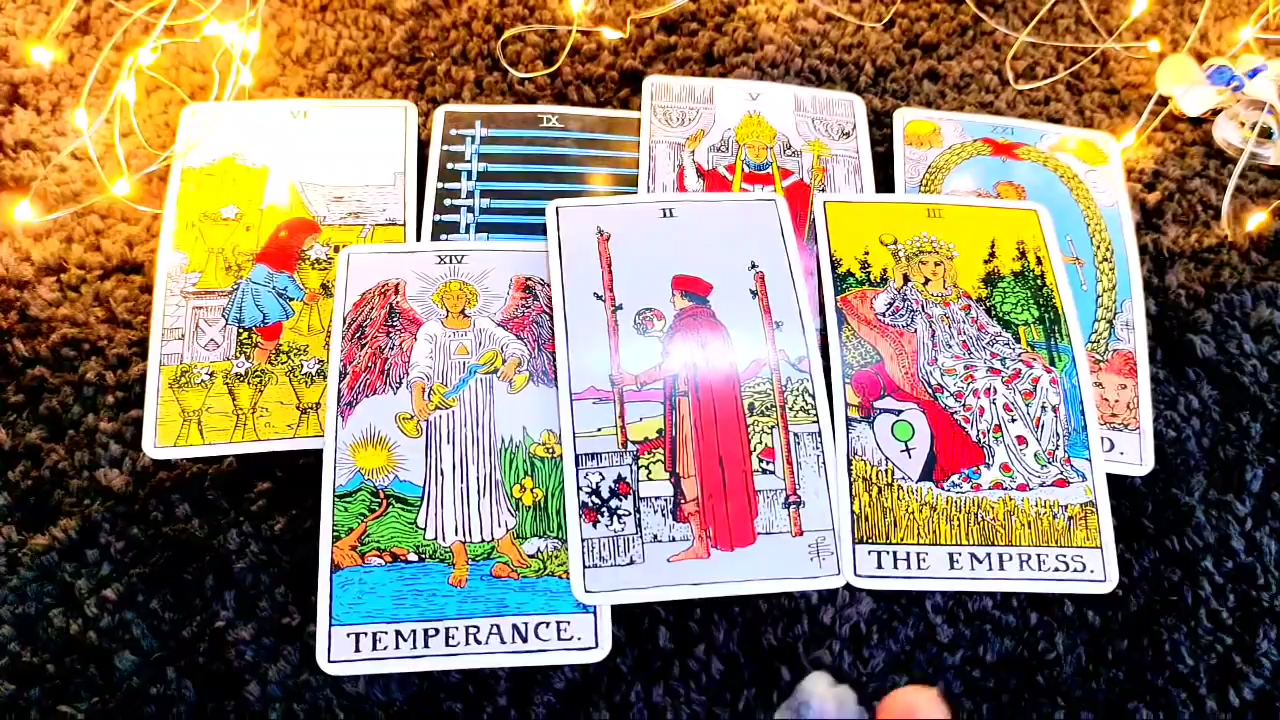 VI
IX
V
XXI
XIV
II
III
D.
THE EMPRESS.
TEMPERANCE.